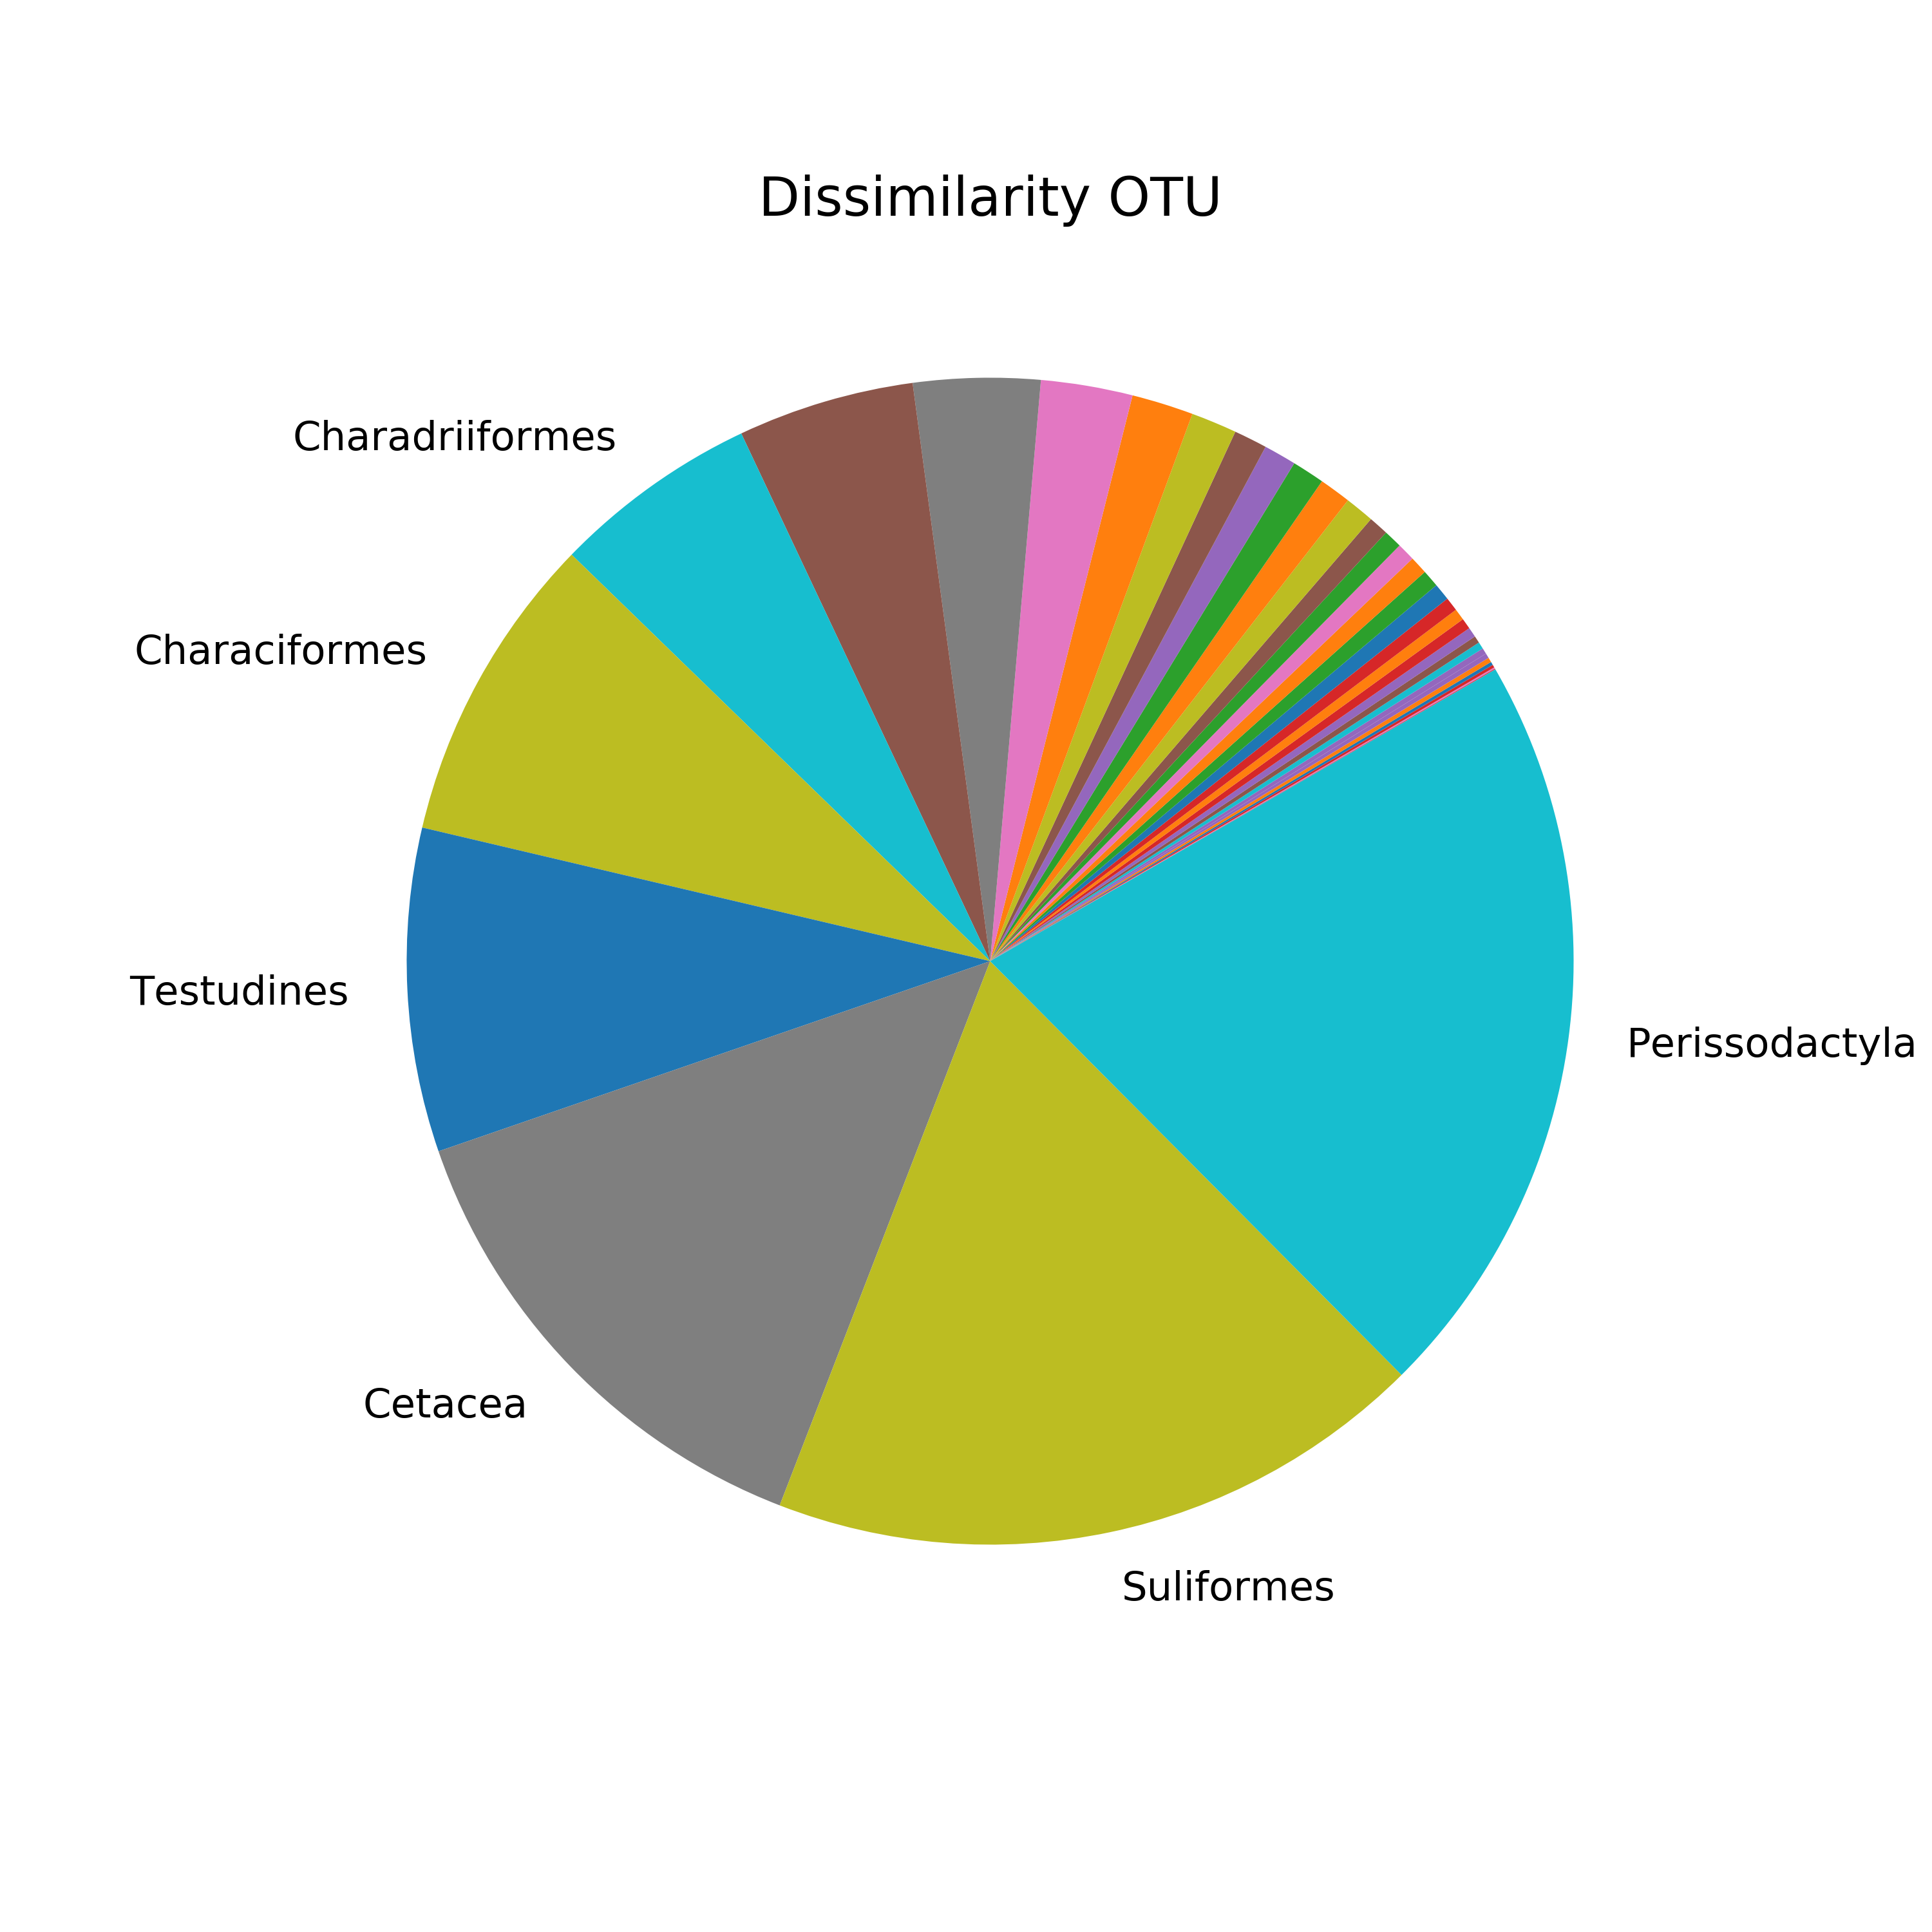 Dissimilarity OTU
Charadriiformes
Characiformes
Testudines
Perissodactyla
Cetacea
Suliformes